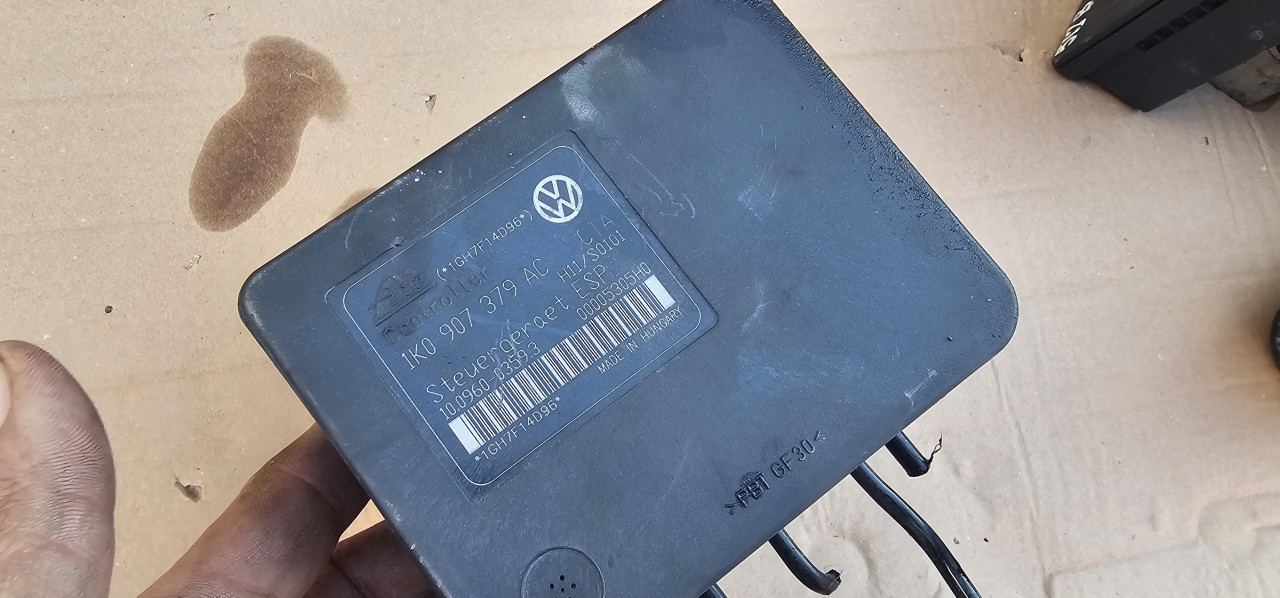 (*1GH7F14D96*)
Controller C1A
1K0 907 379 AC H11/S0101
Steuergeraet ESP
10.0960-0359.3 00005305H0
MADE IN HUNGARY
*1GH7F14D96*
>PBT GF30<